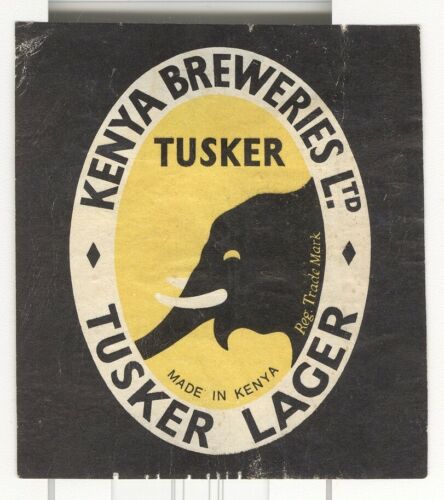 KENYA BREWERIES LTD
TUSKER
Reg. Trade Mark
MADE IN KENYA
TUSKER LAGER